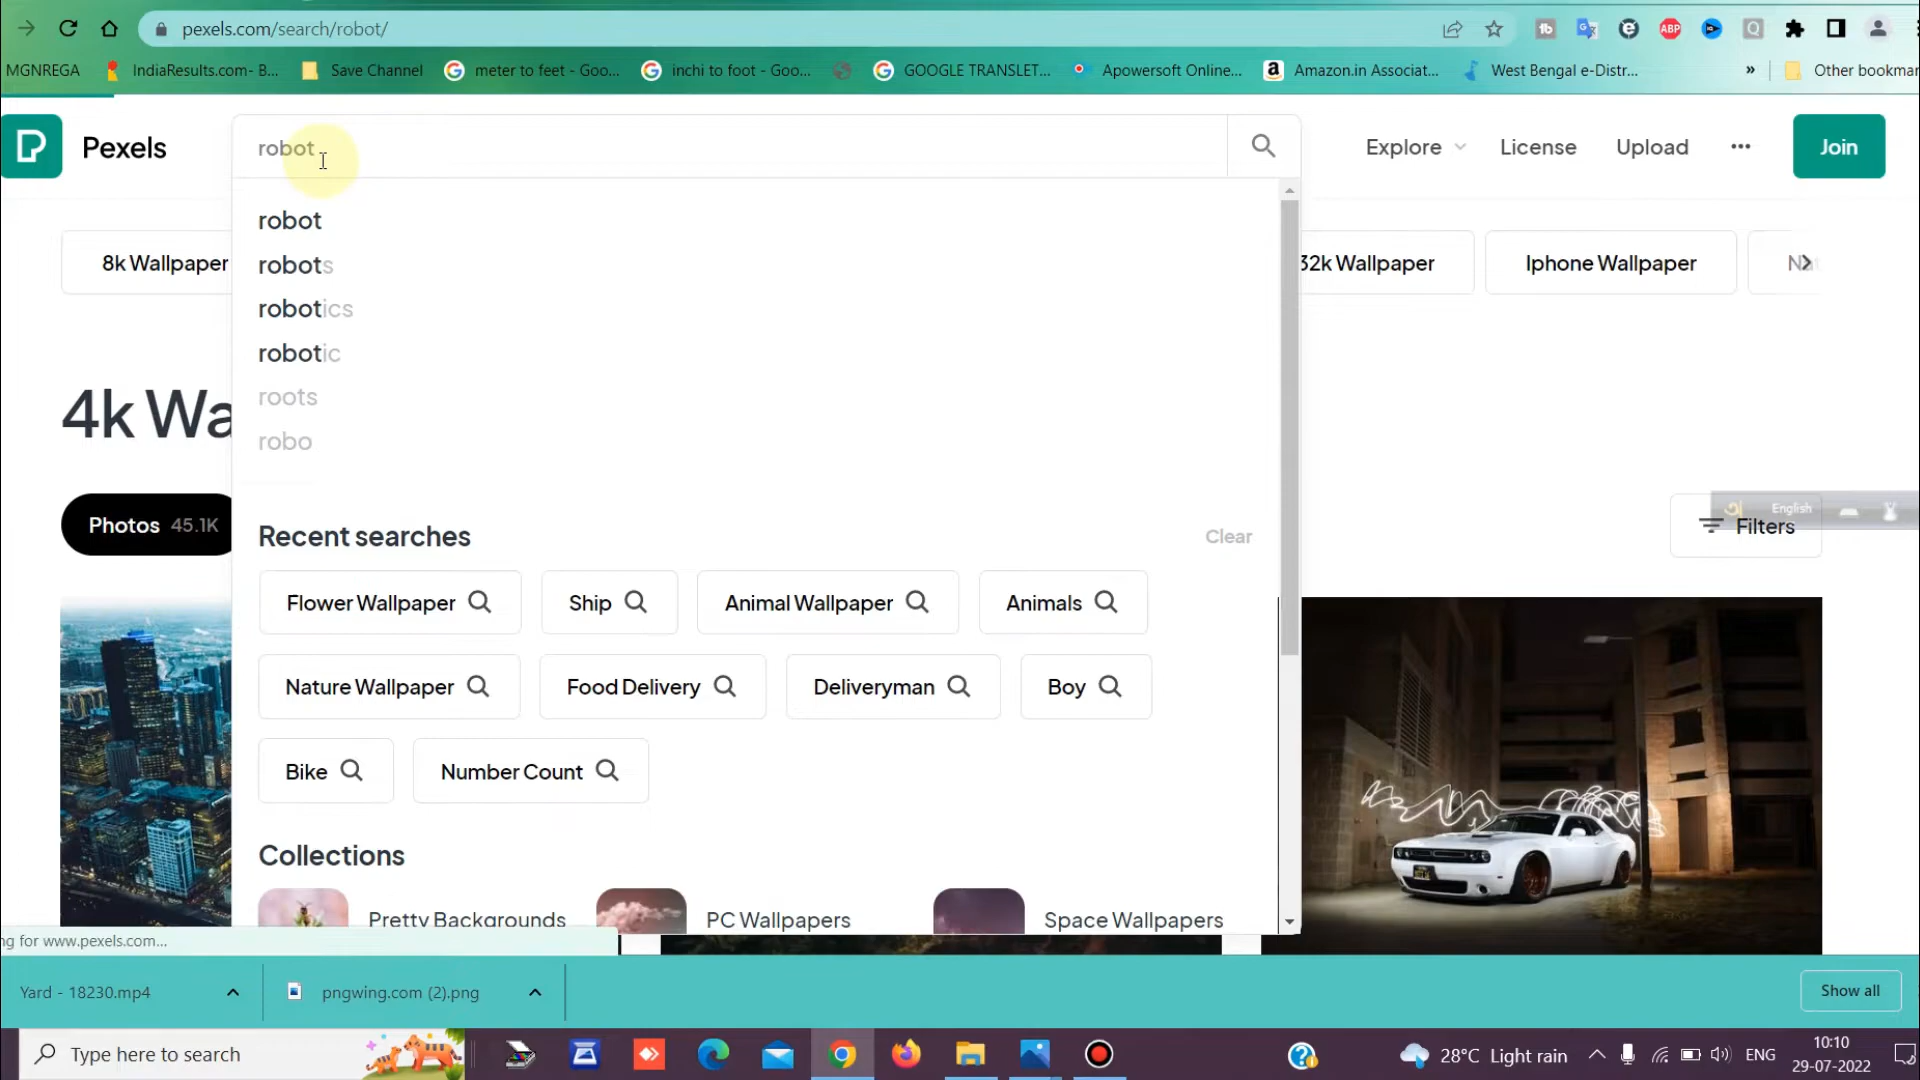 pexels.com/search/robot/
MGNREGA IndiaResults.com- B... Save Channel meter to feet - Goo... inchi to foot - Goo... GOOGLE TRANSLET... Apowersoft Online... Amazon.in Associat... West Bengal e-Distr... » Other bookmar
Pexels robot Explore License Upload ... Join
robot
robots
8k Wallpaper 32k Wallpaper Iphone Wallpaper
robotics
robotic
roots
4k Wa
robo
Photos 45.1K English Filters
Recent searches Clear
Flower Wallpaper Ship Animal Wallpaper Animals
Nature Wallpaper Food Delivery Deliveryman Boy
Bike Number Count
Collections
Pretty Backgrounds PC Wallpapers Space Wallpapers
ng for www.pexels.com...
Yard - 18230.mp4 pngwing.com (2).png Show all
Type here to search 28°C Light rain ENG 10:10
29-07-2022